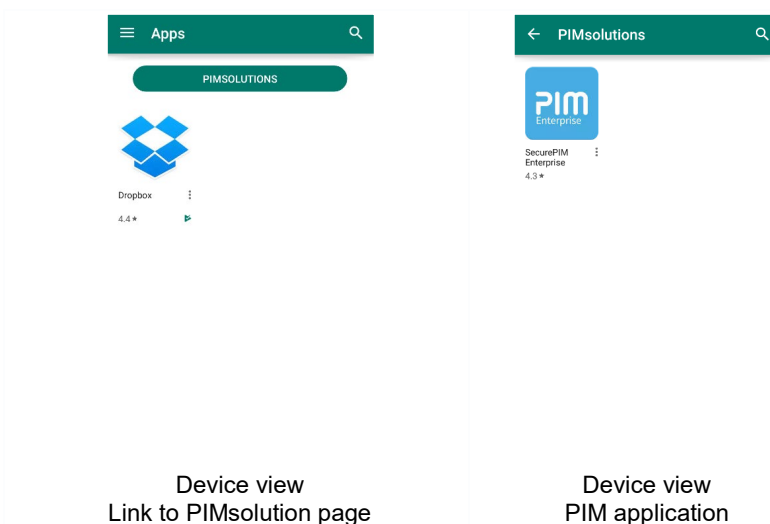 Apps
PIMSOLUTIONS
Dropbox
4.4★
Device view
Link to PIMsolution page
PIMsolutions
PIM
Enterprise
SecurePIM
Enterprise
4.3★
Device view
PIM application